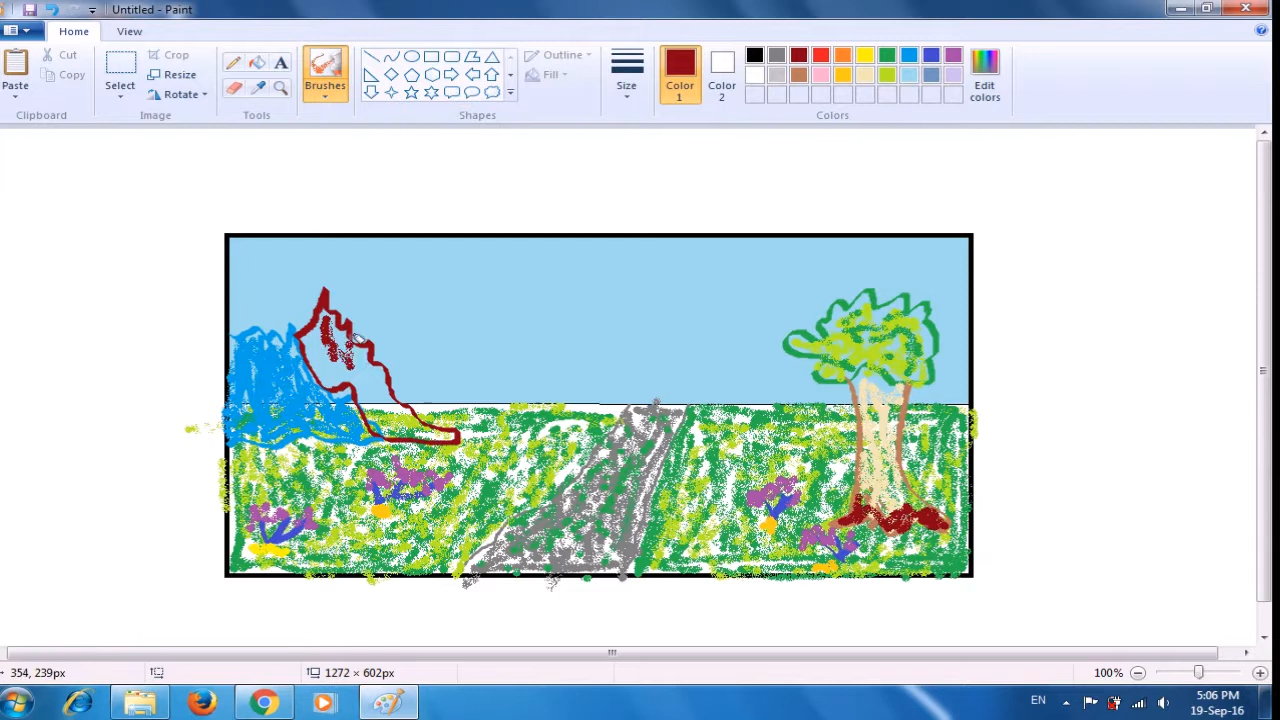 Untitled - Paint
Home
View
Paste
Cut
Copy
Clipboard
Select
Crop
Resize
Rotate
Image
A
Tools
Brushes
Outline
Fill
Shapes
Size
Color
1
Color
2
Edit
colors
Colors
354, 239px
1272 × 602px
100%
EN
5:06 PM
19-Sep-16